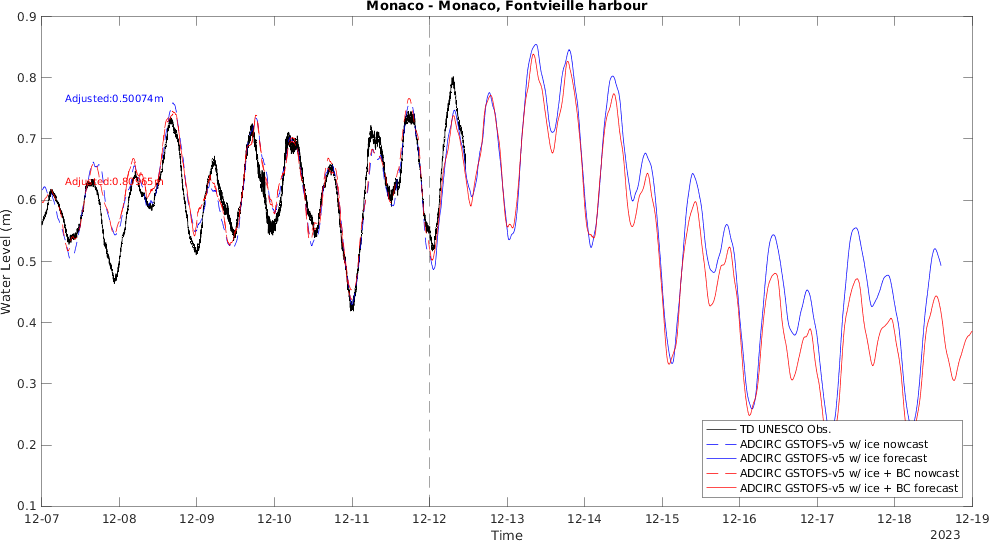 Monaco - Monaco, Fontvieille harbour
0.9
0.8
0.7
0.6
0.5
0.4
0.3
0.2
0.1
Water Level (m)
Adjusted:0.50074m
TD UNESCO Obs.
ADCIRC GSTOFS-v5 w/ ice nowcast
ADCIRC GSTOFS-v5 w/ ice forecast
ADCIRC GSTOFS-v5 w/ ice + BC nowcast
ADCIRC GSTOFS-v5 w/ ice + BC forecast
12-07 12-08 12-09 12-10 12-11 12-12 12-13 12-14 12-15 12-16 12-17 12-18 12-19
Time
2023